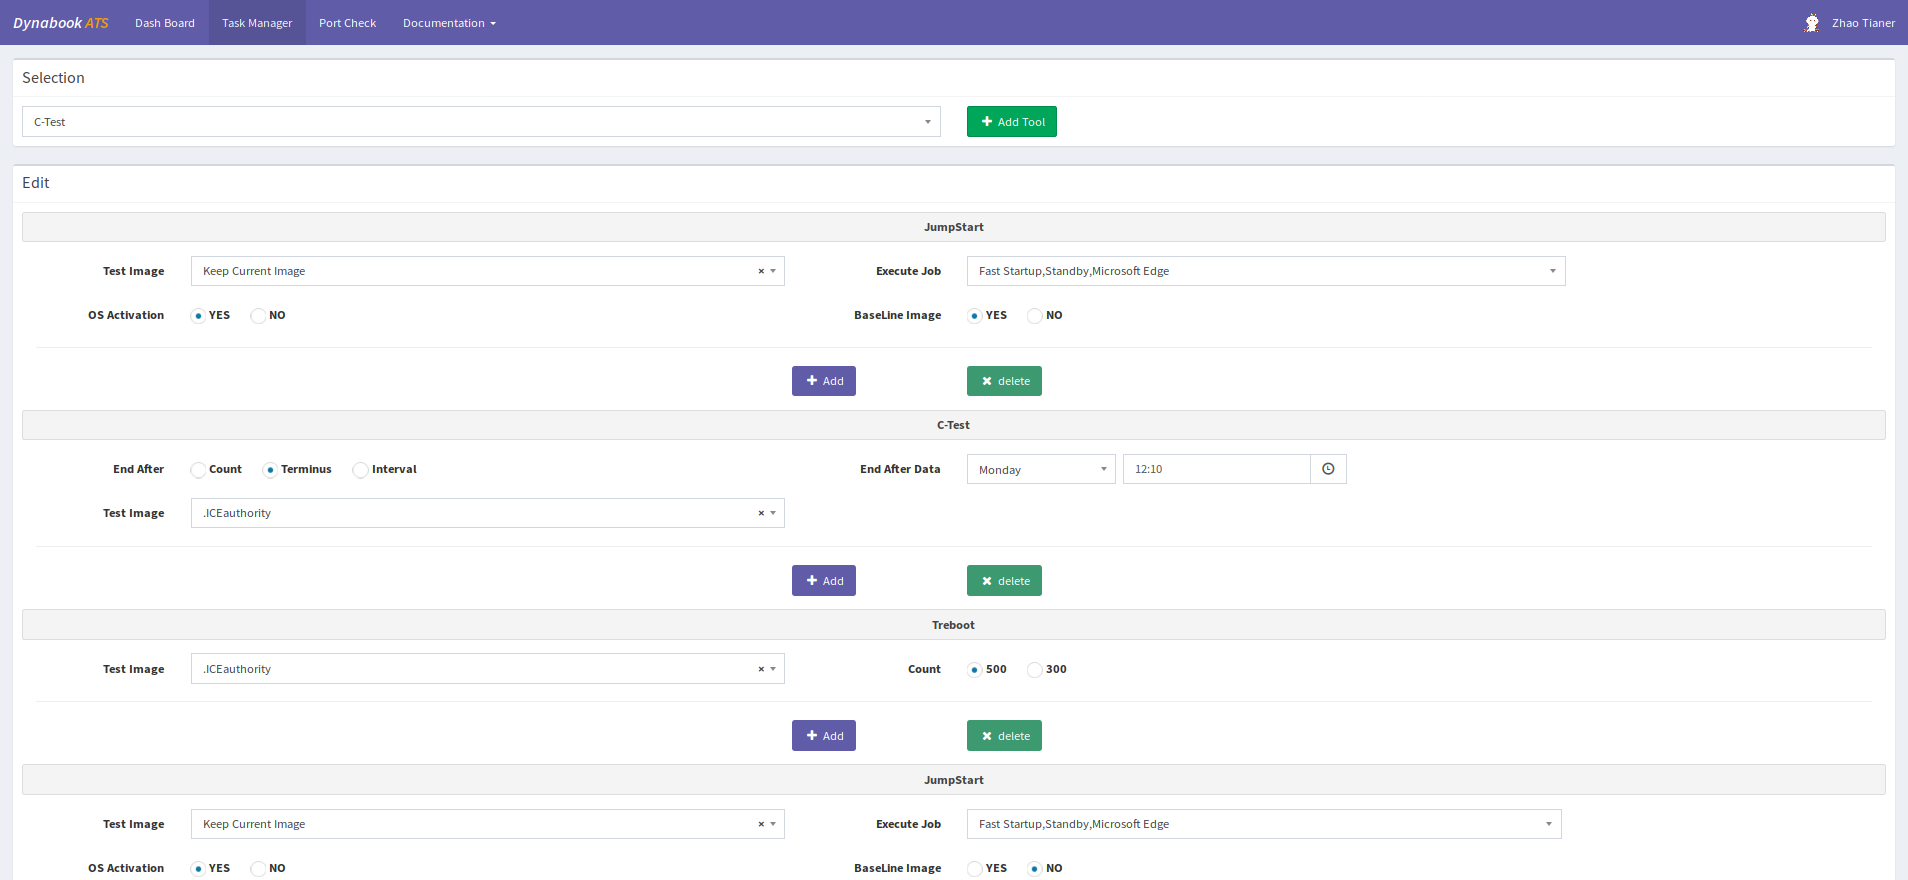 Dynabook ATS Dash Board Task Manager Port Check Documentation Zhao Tianer
Selection
C-Test Add Tool
Edit
JumpStart
Test Image Keep Current Image × Execute Job Fast Startup,Standby,Microsoft Edge
OS Activation YES NO BaseLine Image YES NO
Add delete
C-Test
End After Count Terminus Interval End After Data Monday 12:10
Test Image .ICEauthority ×
Add delete
Treboot
Test Image .ICEauthority × Count 500 300
Add delete
JumpStart
Test Image Keep Current Image × Execute Job Fast Startup,Standby,Microsoft Edge
OS Activation YES NO BaseLine Image YES NO